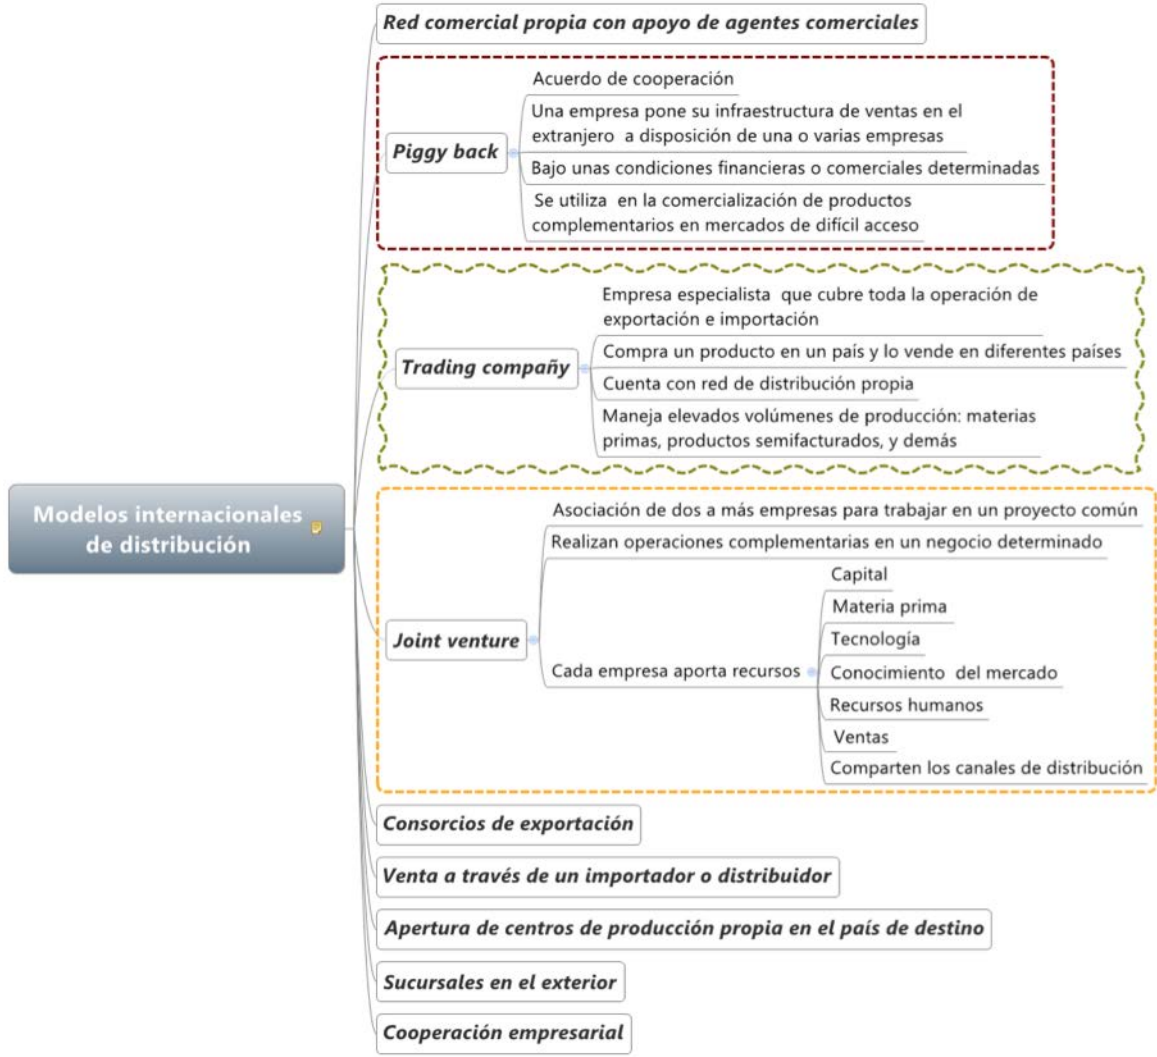 Red comercial propia con apoyo de agentes comerciales
Acuerdo de cooperación
Una empresa pone su infraestructura de ventas en el
extranjero a disposición de una o varias empresas
Piggy back
Bajo unas condiciones financieras o comerciales determinadas
Se utiliza en la comercialización de productos
complementarios en mercados de difícil acceso
Empresa especialista que cubre toda la operación de
exportación e importación
Trading compañy
Compra un producto en un país y lo vende en diferentes países
Cuenta con red de distribución propia
Maneja elevados volúmenes de producción: materias
primas, productos semifacturados, y demás
Modelos internacionales
de distribución
Asociación de dos a más empresas para trabajar en un proyecto común
Realizan operaciones complementarias en un negocio determinado
Joint venture
Cada empresa aporta recursos
Capital
Materia prima
Tecnología
Conocimiento del mercado
Recursos humanos
Ventas
Comparten los canales de distribución
Consorcios de exportación
Venta a través de un importador o distribuidor
Apertura de centros de producción propia en el país de destino
Sucursales en el exterior
Cooperación empresarial